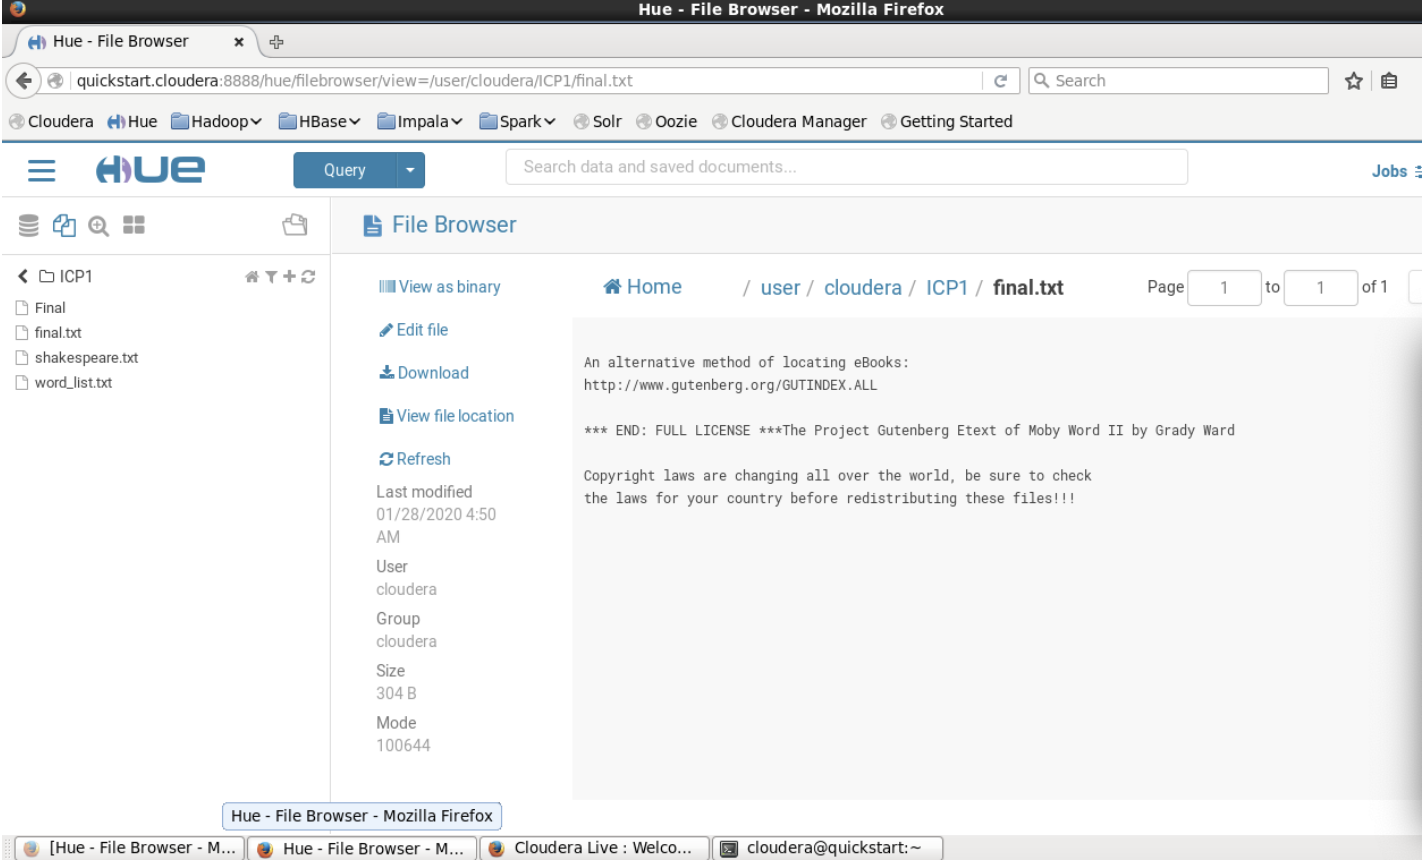 Hue - File Browser - Mozilla Firefox
Hue - File Browser
quickstart.cloudera:8888/hue/filebrowser/view=/user/cloudera/ICP1/final.txt
Search
Cloudera Hue Hadoop HBase Impala Spark Solr Oozie Cloudera Manager Getting Started
HUE Query Search data and saved documents... Jobs
File Browser
ICP1
Final
final.txt
shakespeare.txt
word_list.txt
View as binary
Edit file
Download
View file location
Refresh
Last modified
01/28/2020 4:50
AM
User
cloudera
Group
cloudera
Size
304 B
Mode
100644
Home / user / cloudera / ICP1 / final.txt Page 1 to 1 of 1
An alternative method of locating eBooks:
http://www.gutenberg.org/GUTINDEX.ALL
*** END: FULL LICENSE ***The Project Gutenberg Etext of Moby Word II by Grady Ward
Copyright laws are changing all over the world, be sure to check
the laws for your country before redistributing these files!!!
Hue - File Browser - Mozilla Firefox
[Hue - File Browser - M... Hue - File Browser - M... Cloudera Live : Welco... cloudera@quickstart:~